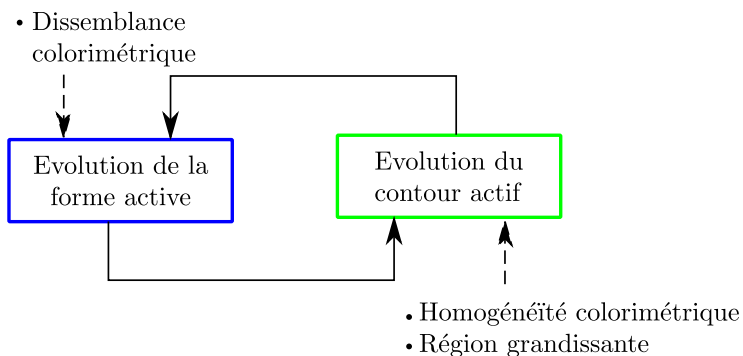 • Dissemblance
colorimétrique
Evolution de la
forme active
Evolution du
contour actif
• Homogénéïté colorimétrique
• Région grandissante